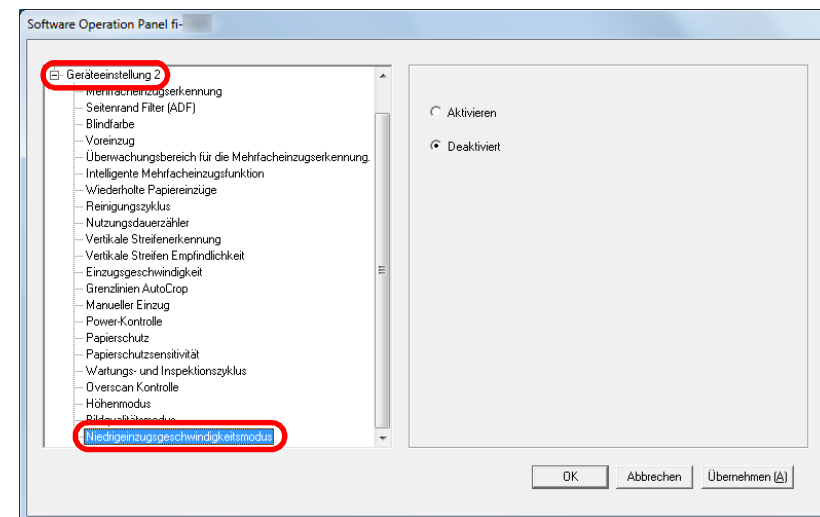 Software Operation Panel fi-
Geräteeinstellung 2
Mehrfacheinzugserkennung
Seitenrand Filter (ADF)
Blindfarbe
Voreinzug
Überwachungsbereich für die Mehrfacheinzugserkennung.
Intelligente Mehrfacheinzugsfunktion
Wiederholte Papiereinzüge
Reinigungszyklus
Nutzungsdauerzähler
Vertikale Streifenerkennung
Vertikale Streifen Empfindlichkeit
Einzugsgeschwindigkeit
Grenzlinien AutoCrop
Manueller Einzug
Power-Kontrolle
Papierschutz
Papierschutzsensitivität
Wartungs- und Inspektionszyklus
Overscan Kontrolle
Höhenmodus
Bildqualitätsmodus
Niedrigeinzugsgeschwindigkeitsmodus
Aktivieren
Deaktiviert
OK
Abbrechen
Übernehmen (A)